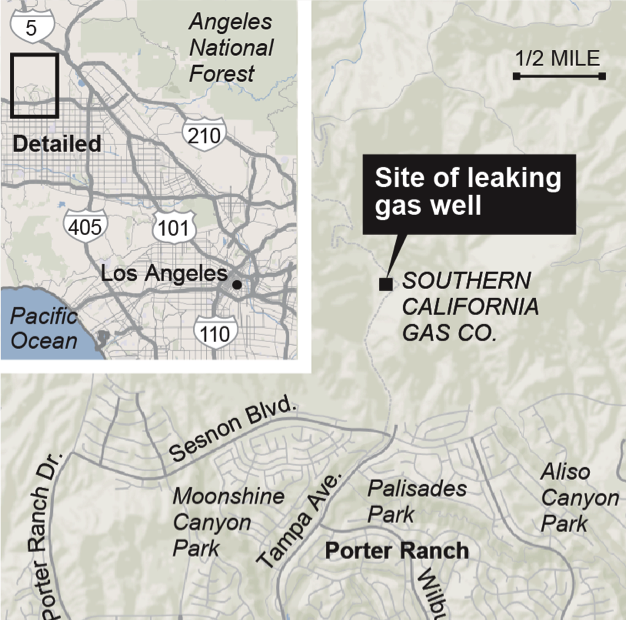 5
Angeles
National
Forest
Detailed
210
405
101
Los Angeles
Pacific
Ocean
110
1/2 MILE
Site of leaking
gas well
SOUTHERN
CALIFORNIA
GAS CO.
Sesnon Blvd.
Porter Ranch Dr.
Moonshine
Canyon
Park
Tampa Ave.
Palisades
Park
Aliso
Canyon
Park
Porter Ranch
Wilbu